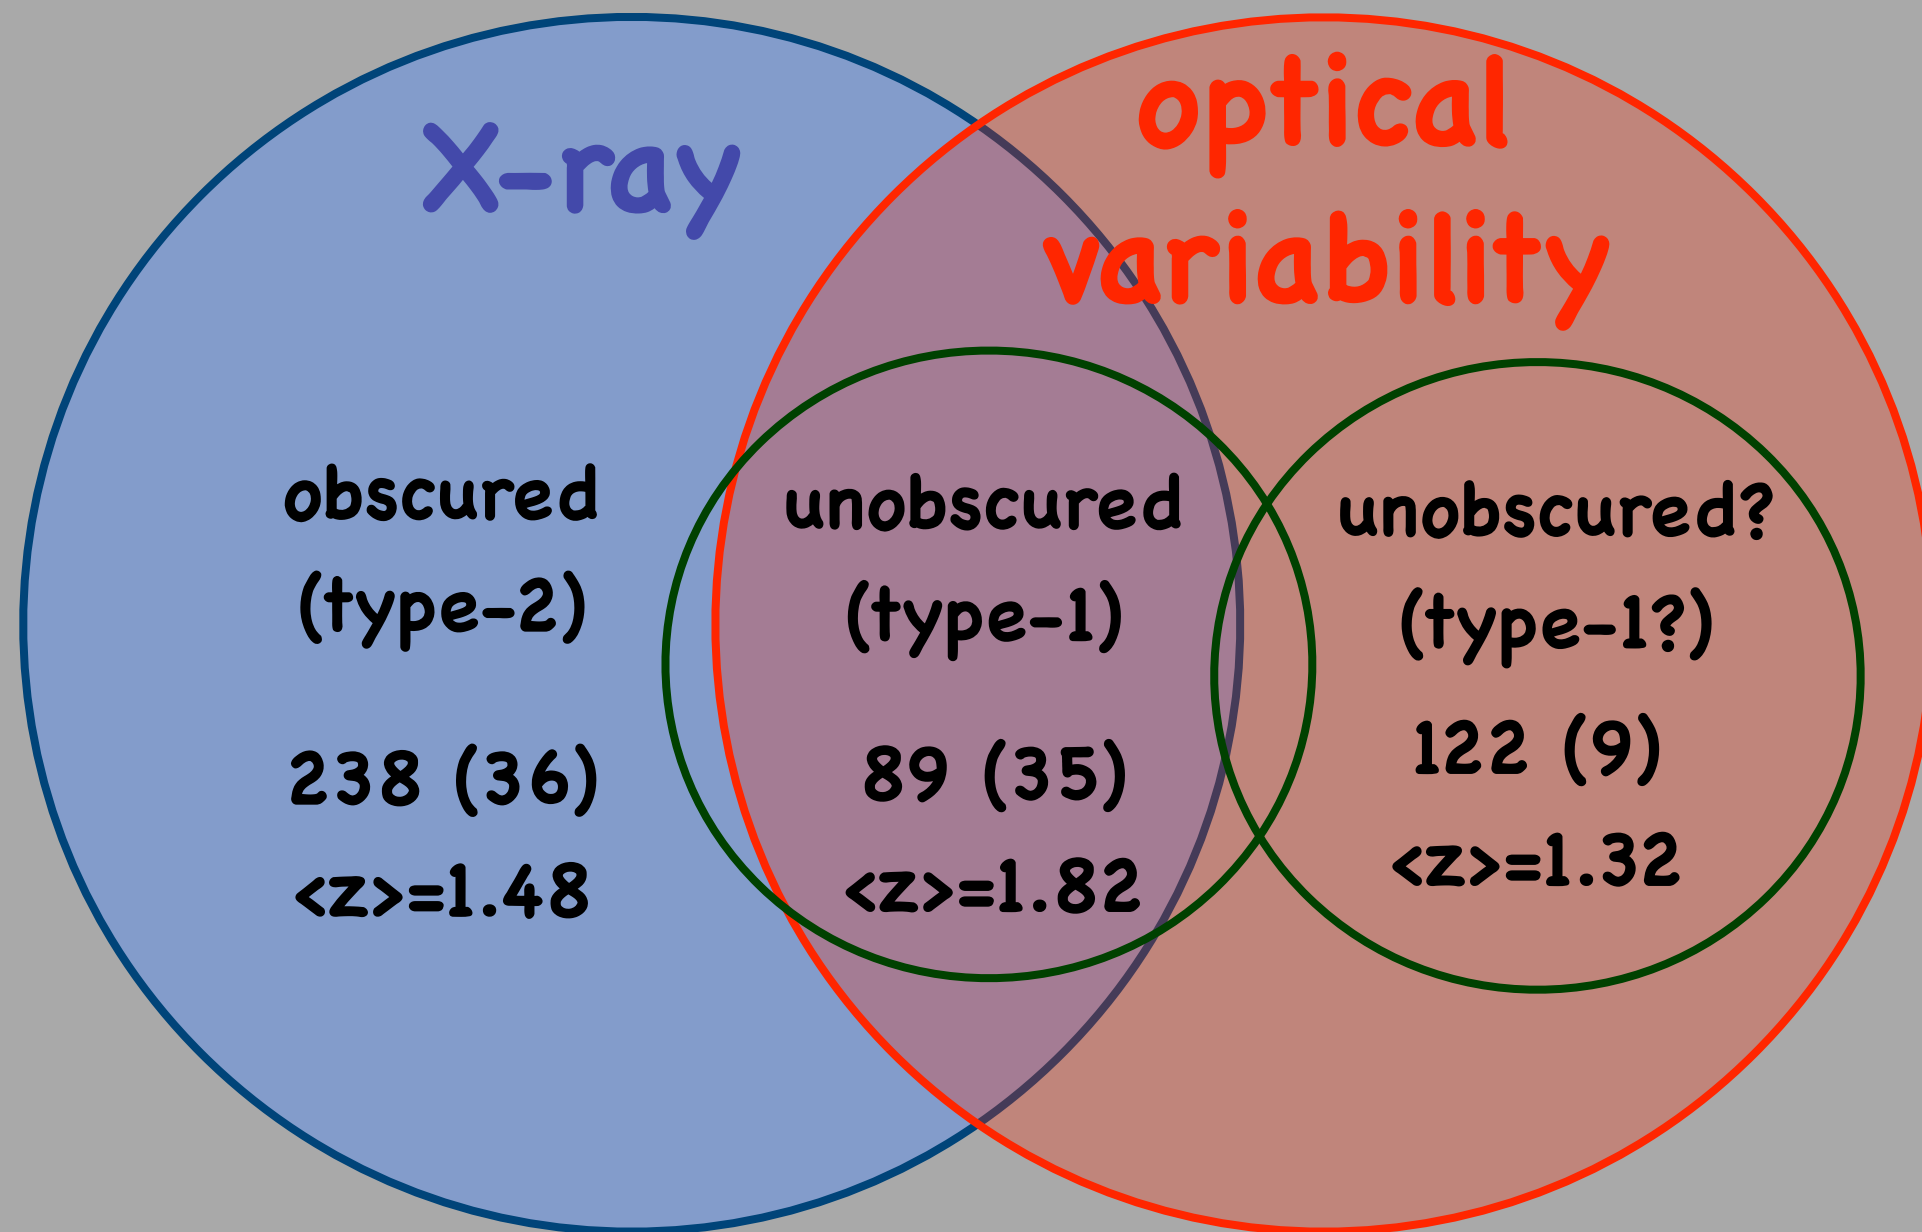 X-ray
optical
variability
obscured
(type-2)
238 (36)
<z>=1.48
unobscured
(type-1)
89 (35)
<z>=1.82
unobscured?
(type-1?)
122 (9)
<z>=1.32